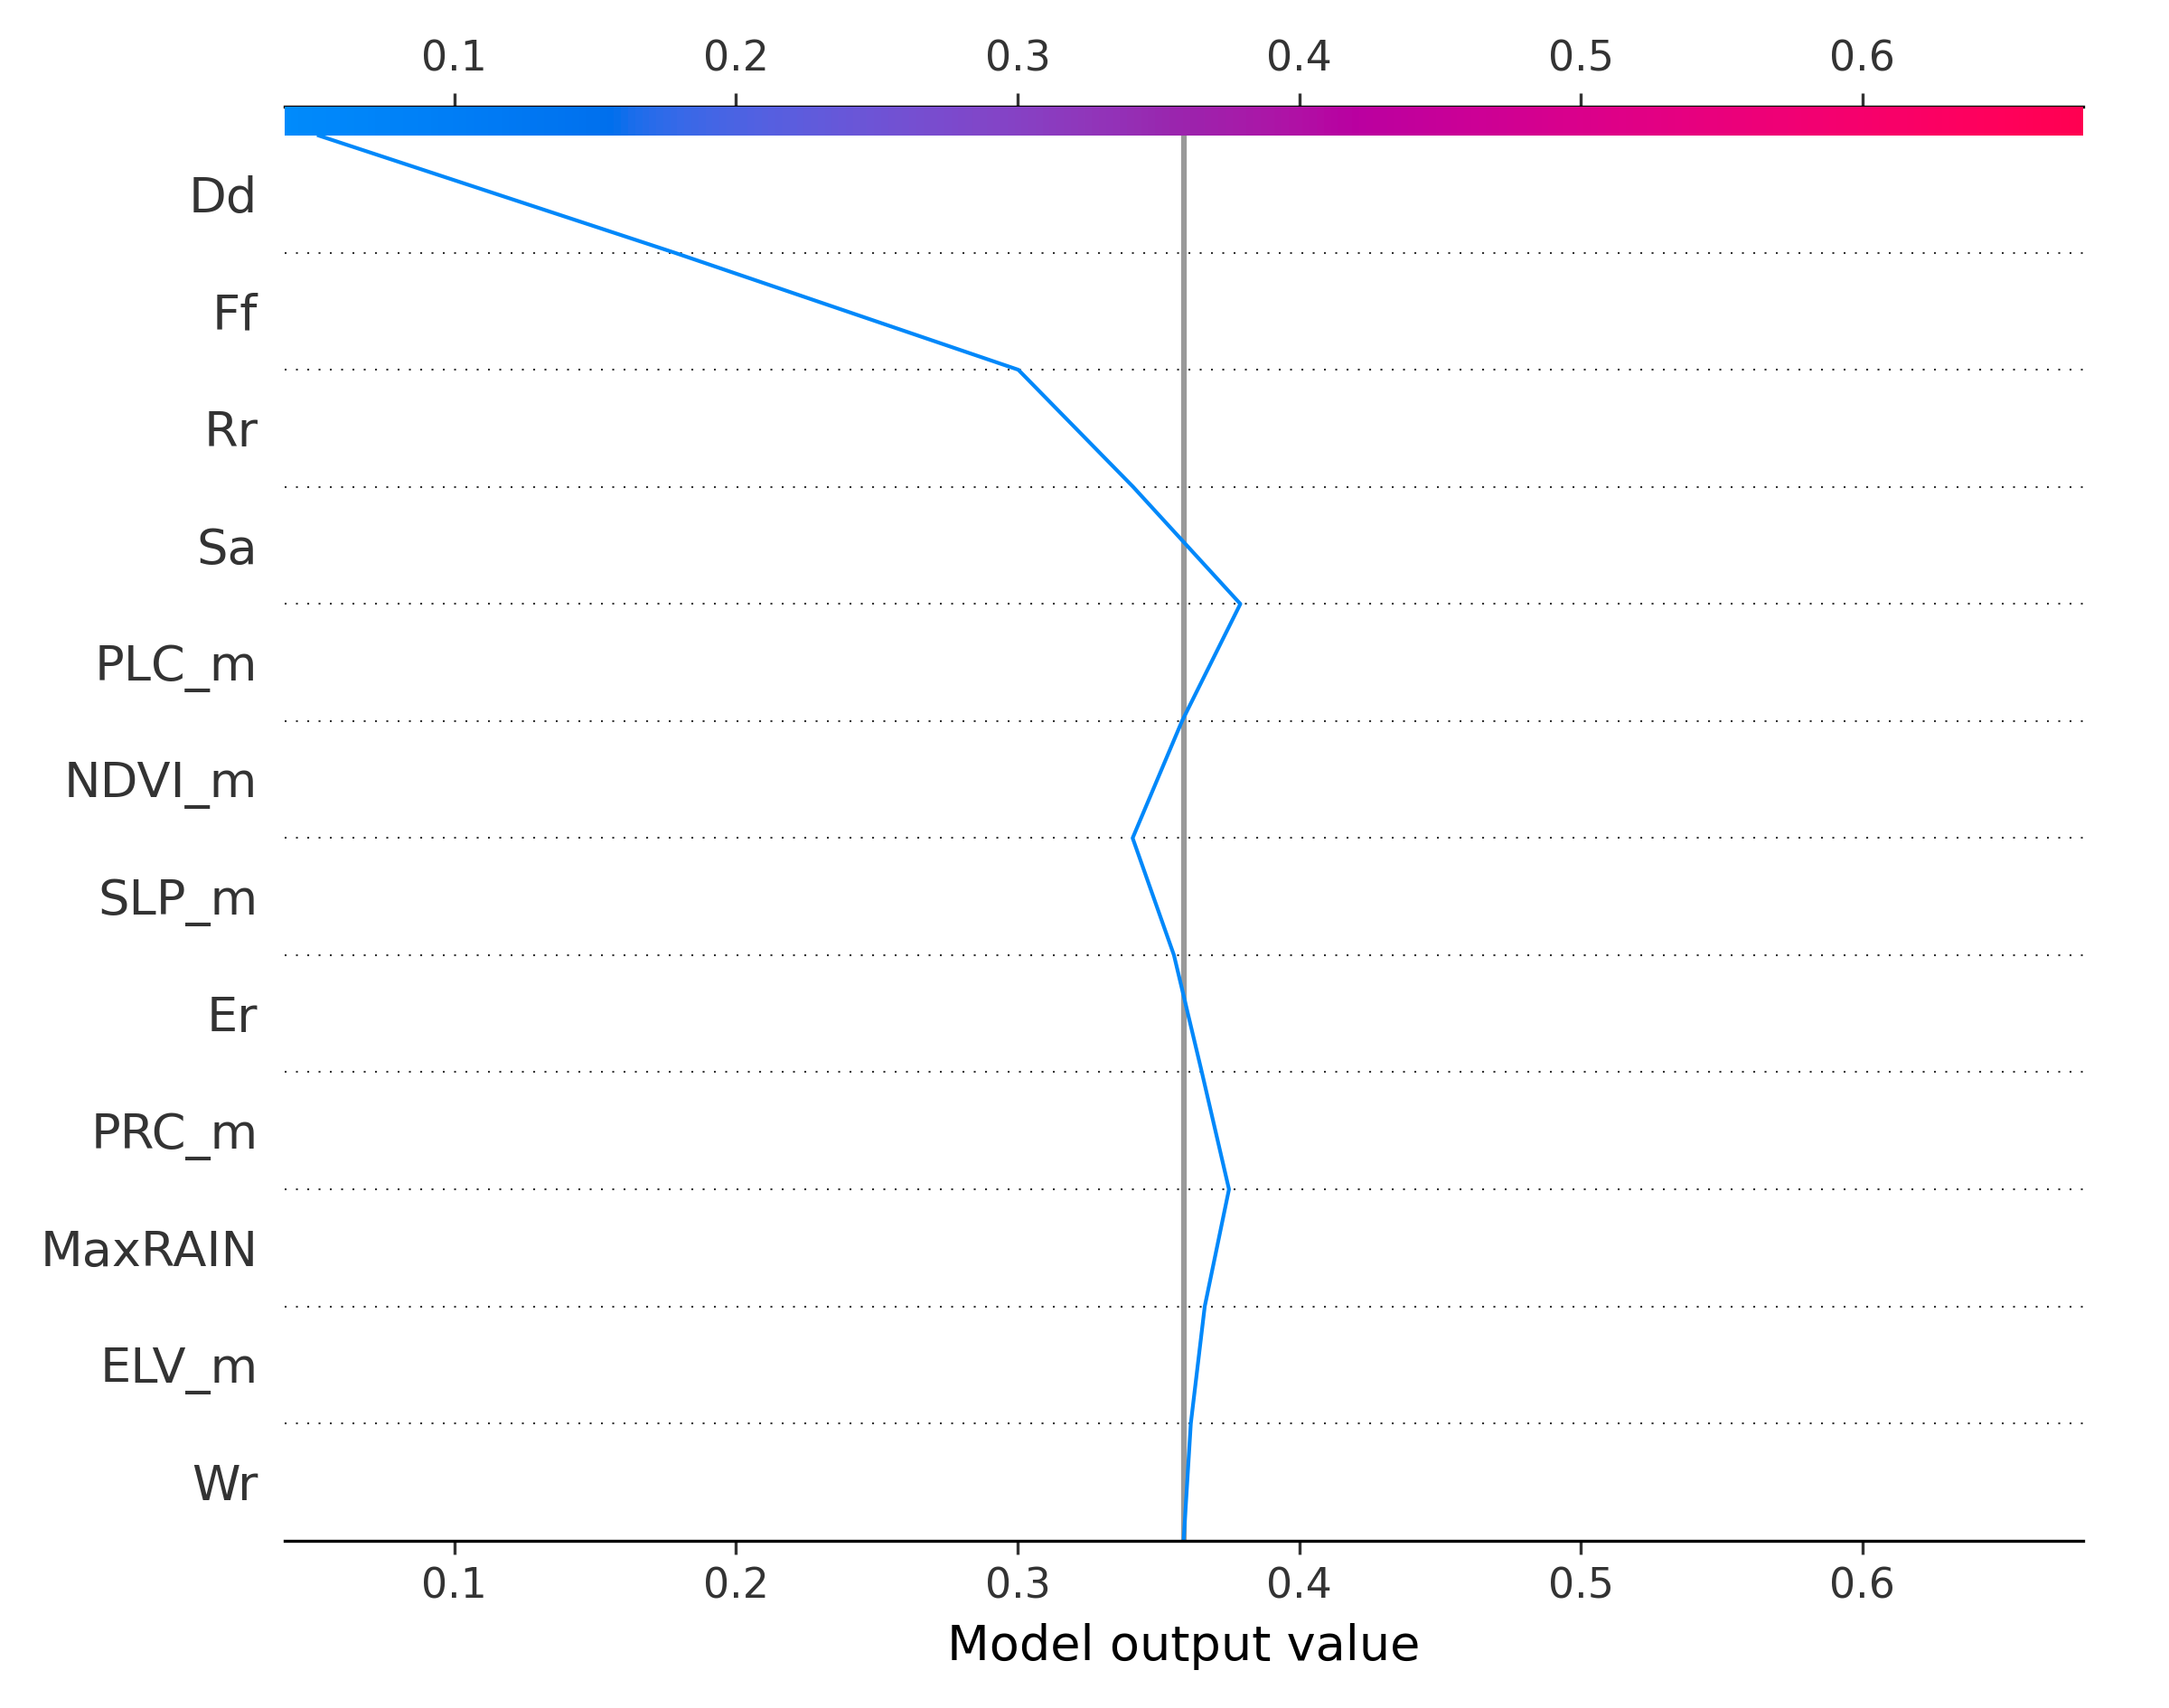 0.1 0.2 0.3 0.4 0.5 0.6
Dd
Ff
Rr
Sa
PLC_m
NDVI_m
SLP_m
Er
PRC_m
MaxRAIN
ELV_m
Wr
0.1 0.2 0.3 0.4 0.5 0.6
Model output value